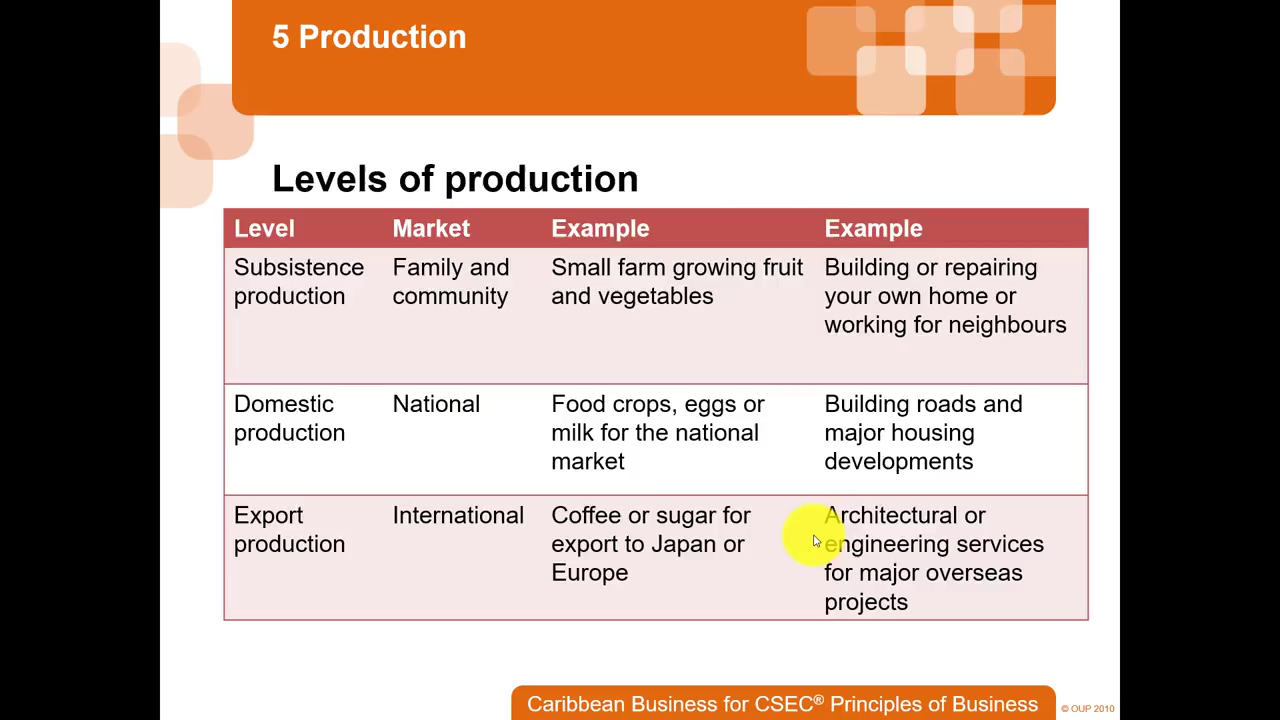 5 Production
Levels of production
Level Market Example Example
Subsistence production Family and community Small farm growing fruit and vegetables Building or repairing your own home or working for neighbours
Domestic production National Food crops, eggs or milk for the national market Building roads and major housing developments
Export production International Coffee or sugar for export to Japan or Europe Architectural or engineering services for major overseas projects
Caribbean Business for CSEC® Principles of Business
© OUP 2010